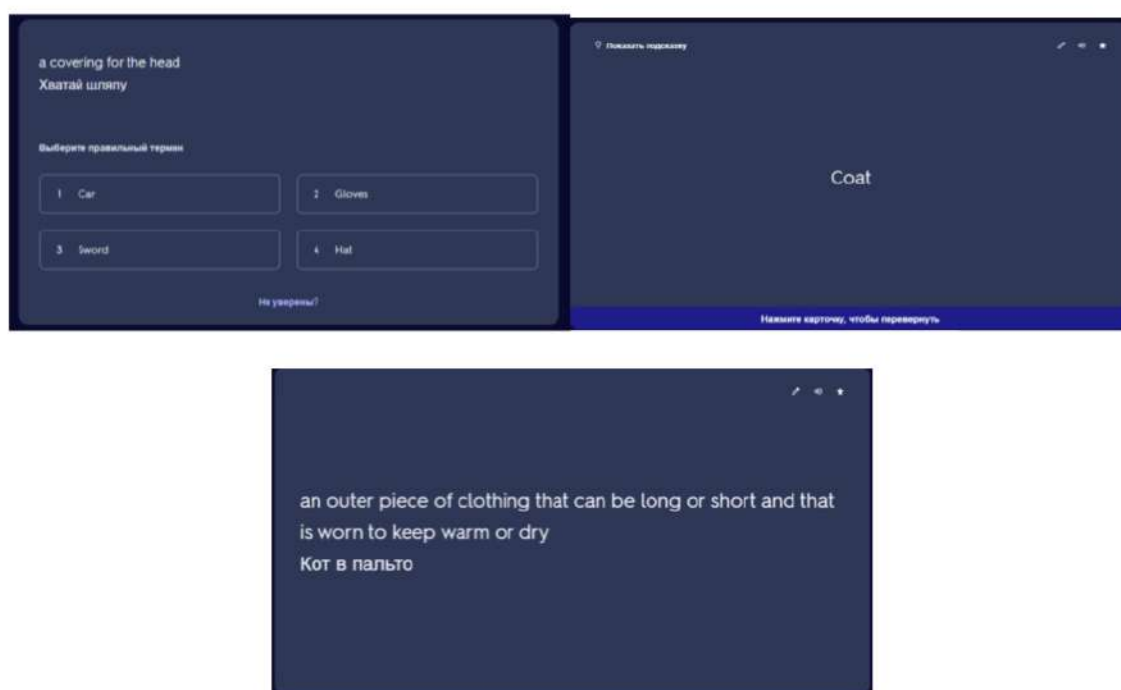 a covering for the head
Хватай шляпу
Выберите правильный термин
1 Car
2 Gloves
3 Sword
4 Hat
Не уверены?
Показать подсказку
Coat
Нажмите карточку, чтобы перевернуть
an outer piece of clothing that can be long or short and that
is worn to keep warm or dry
Кот в пальто